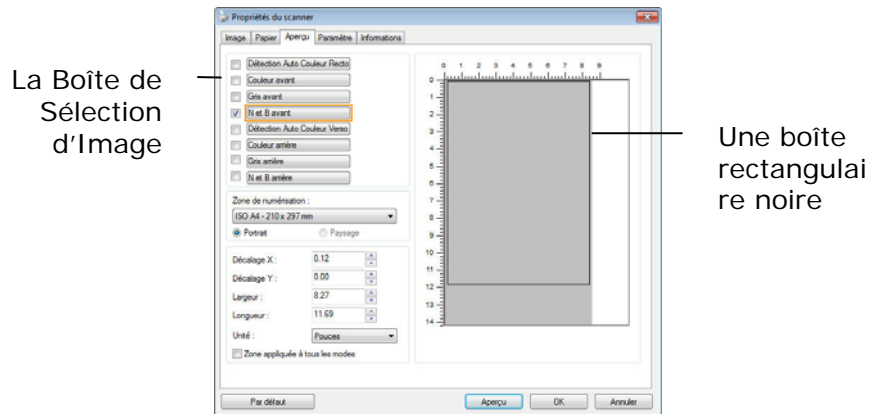 Propriétés du scanner
Image Papier Aperçu Paramètre Informations
La Boîte de
Sélection
d'Image
Détection Auto Couleur Recto
Couleur avant
Gris avant
N et B avant
Détection Auto Couleur Verso
Couleur arrière
Gris arrière
N et B arrière
Zone de numérisation :
ISO A4 - 210 x 297 mm
Portrait Paysage
Décalage X : 0.12
Décalage Y : 0.00
Largeur : 8.27
Longueur : 11.69
Unité : Pouces
Zone appliquée à tous les modes
0 1 2 3 4 5 6 7 8 9
0
1
2
3
4
5
6
7
8
9
10
11
12
13
14
Une boîte
rectangulai
re noire
Par défaut Aperçu OK Annuler